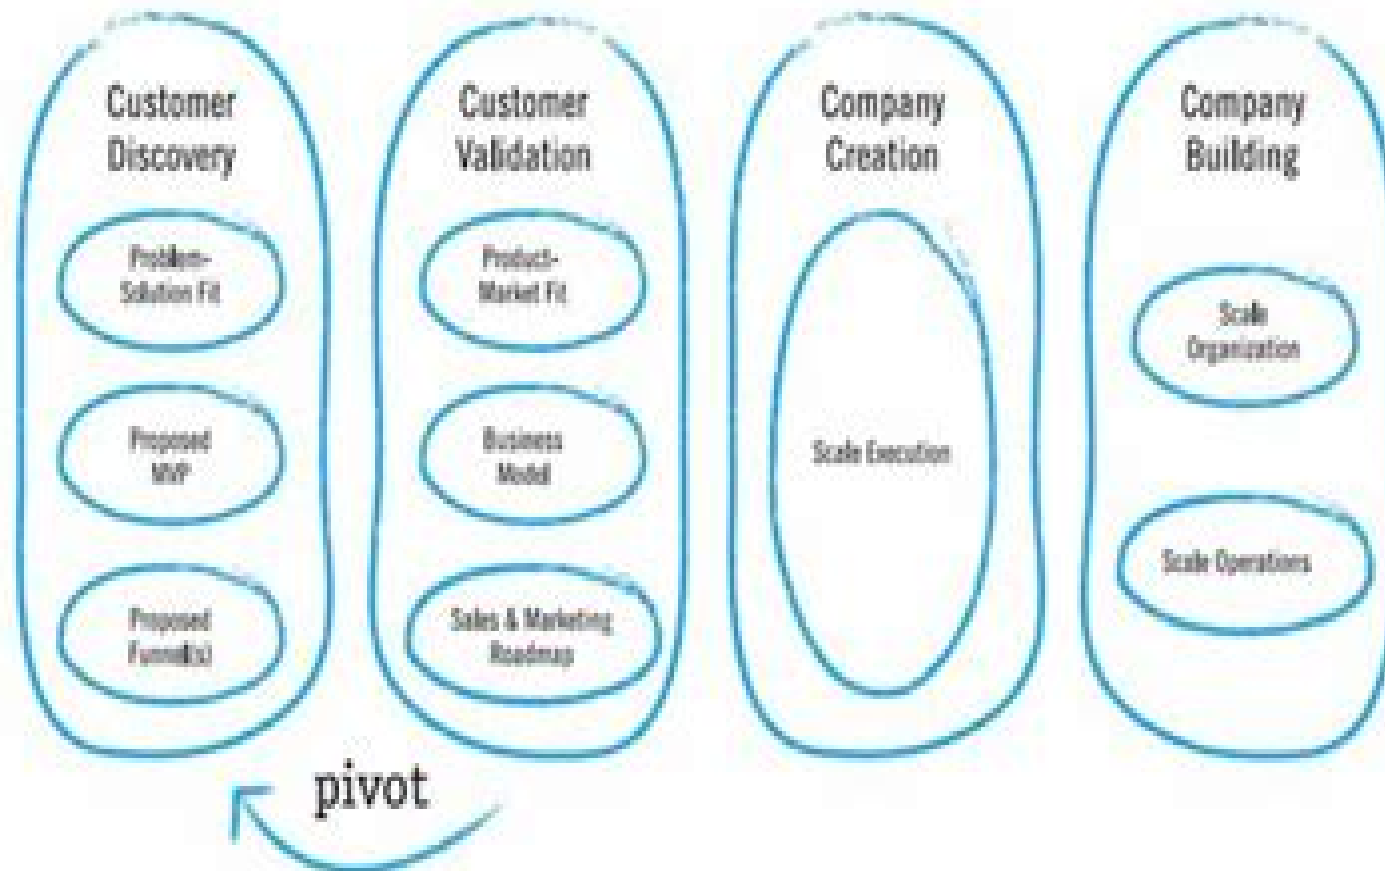 Customer
Discovery
Problem-
Solution Fit
Proposed
MVP
Proposed
Funnel(s)
Customer
Validation
Product-
Market Fit
Business
Model
Sales & Marketing
Roadmap
Company
Creation
Scale Execution
Company
Building
Scale
Organization
Scale Operations
pivot